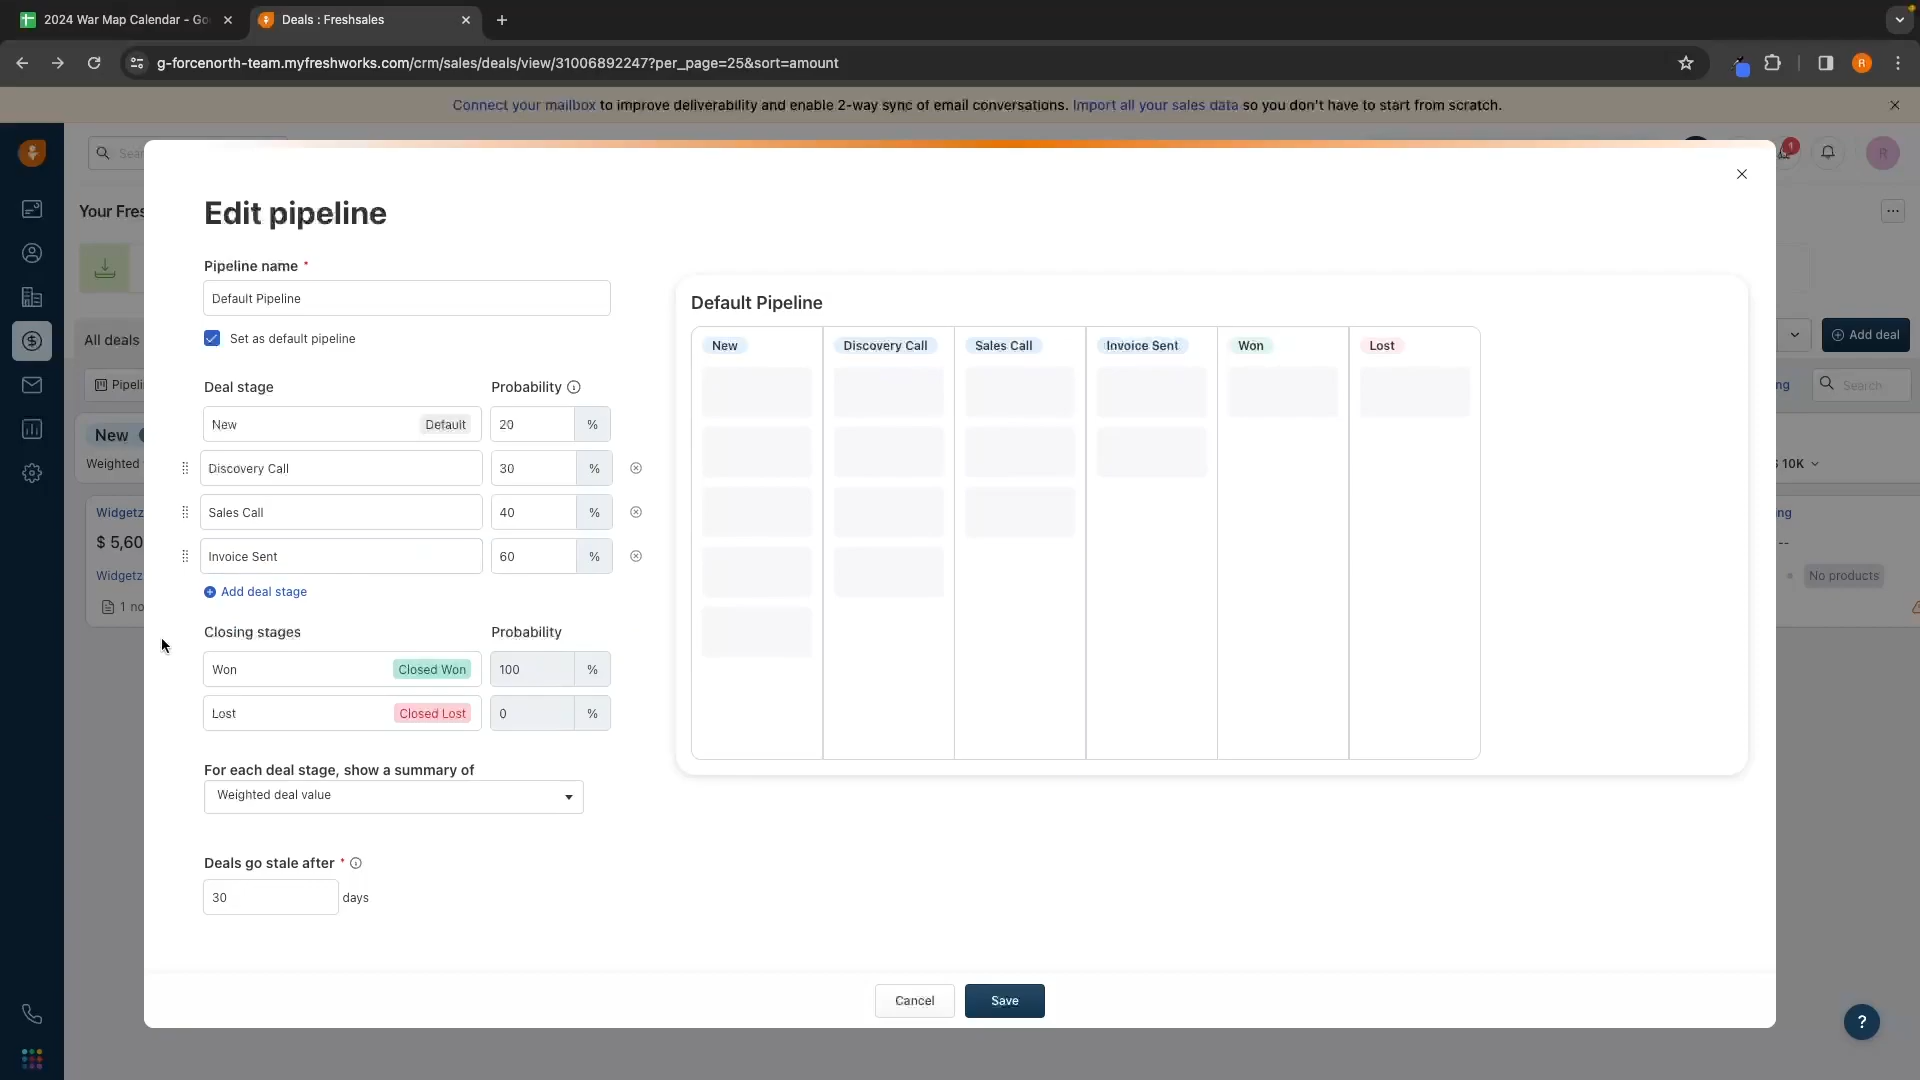 2024 War Map Calendar - Go
Deals : Freshsales
g-forcenorth-team.myfreshworks.com/crm/sales/deals/view/31006892247?per_page=25&sort=amount
R
Connect your mailbox to improve deliverability and enable 2-way sync of email conversations. Import all your sales data so you don't have to start from scratch.
Sear
1
R
Your Fres
Edit pipeline
Pipeline name *
Default Pipeline
Set as default pipeline
Deal stage Probability
New Default 20 %
Discovery Call 30 %
Sales Call 40 %
Invoice Sent 60 %
Add deal stage
Closing stages Probability
Won Closed Won 100 %
Lost Closed Lost 0 %
For each deal stage, show a summary of
Weighted deal value
Deals go stale after *
30 days
Default Pipeline
New Discovery Call Sales Call Invoice Sent Won Lost
Cancel Save
All deals
Add deal
Pipeli
ng
Search
New
Weighted
10K
Widgetz
$ 5,60
Widgetz
1 no
ng
--
No products
?